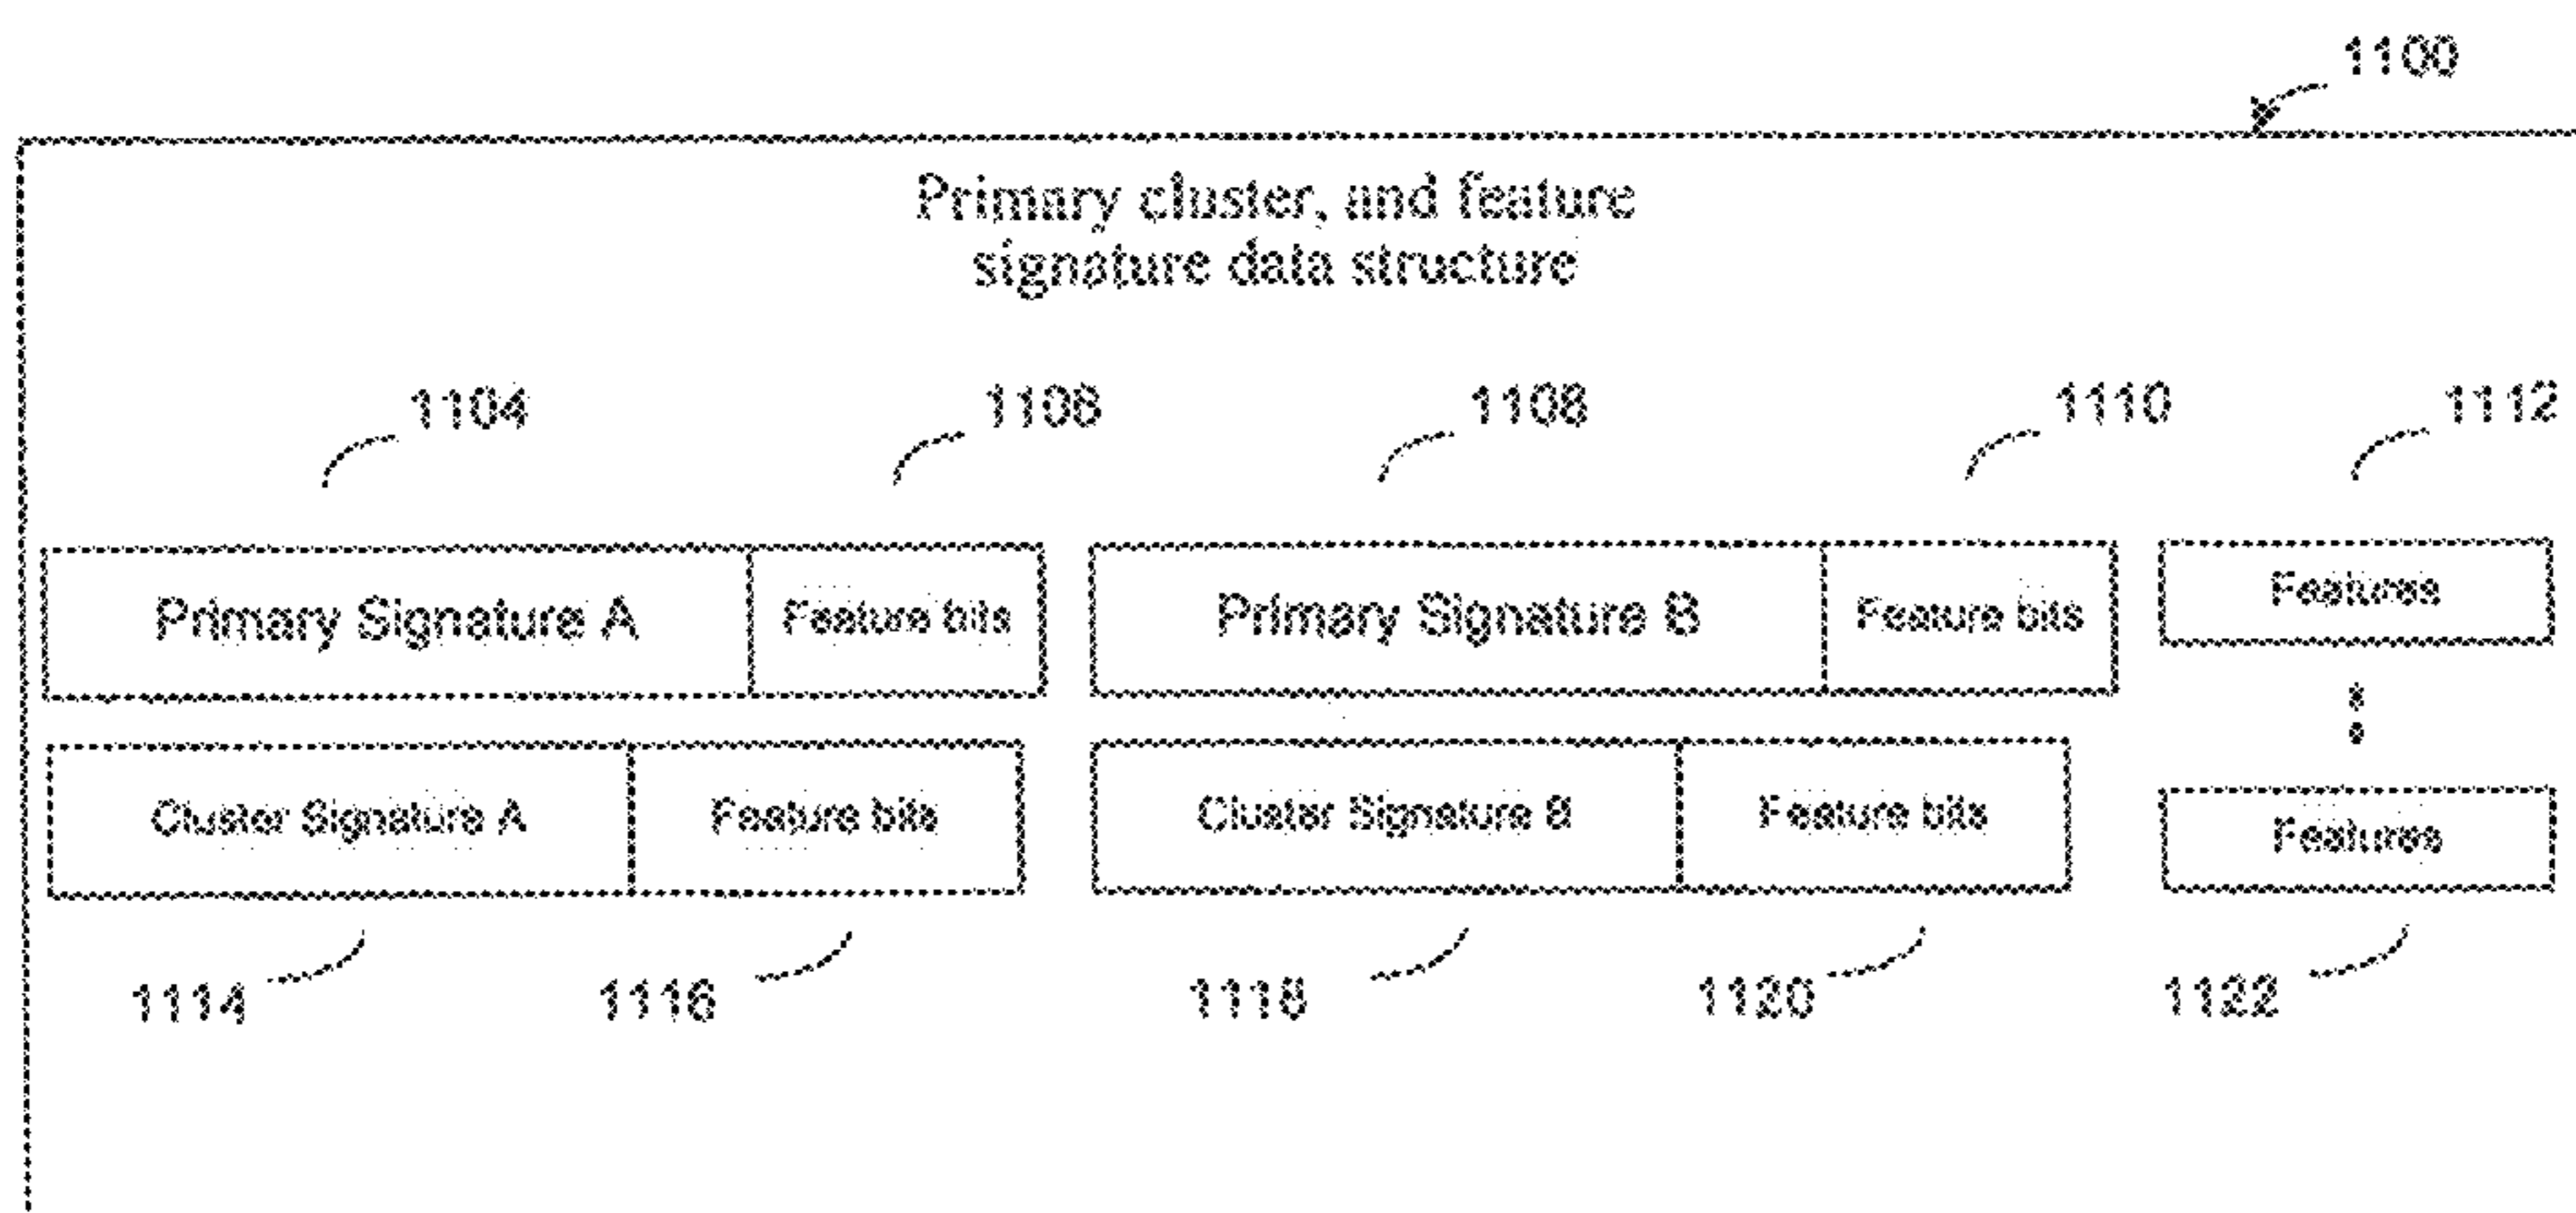 1100
Primary cluster, and feature
signature data structure
1104 1106 1108 1110 1112
Primary Signature A Feature bits Primary Signature B Feature bits Features
Cluster Signature A Feature bits Cluster Signature B Feature bits Features
1114 1116 1118 1120 1122